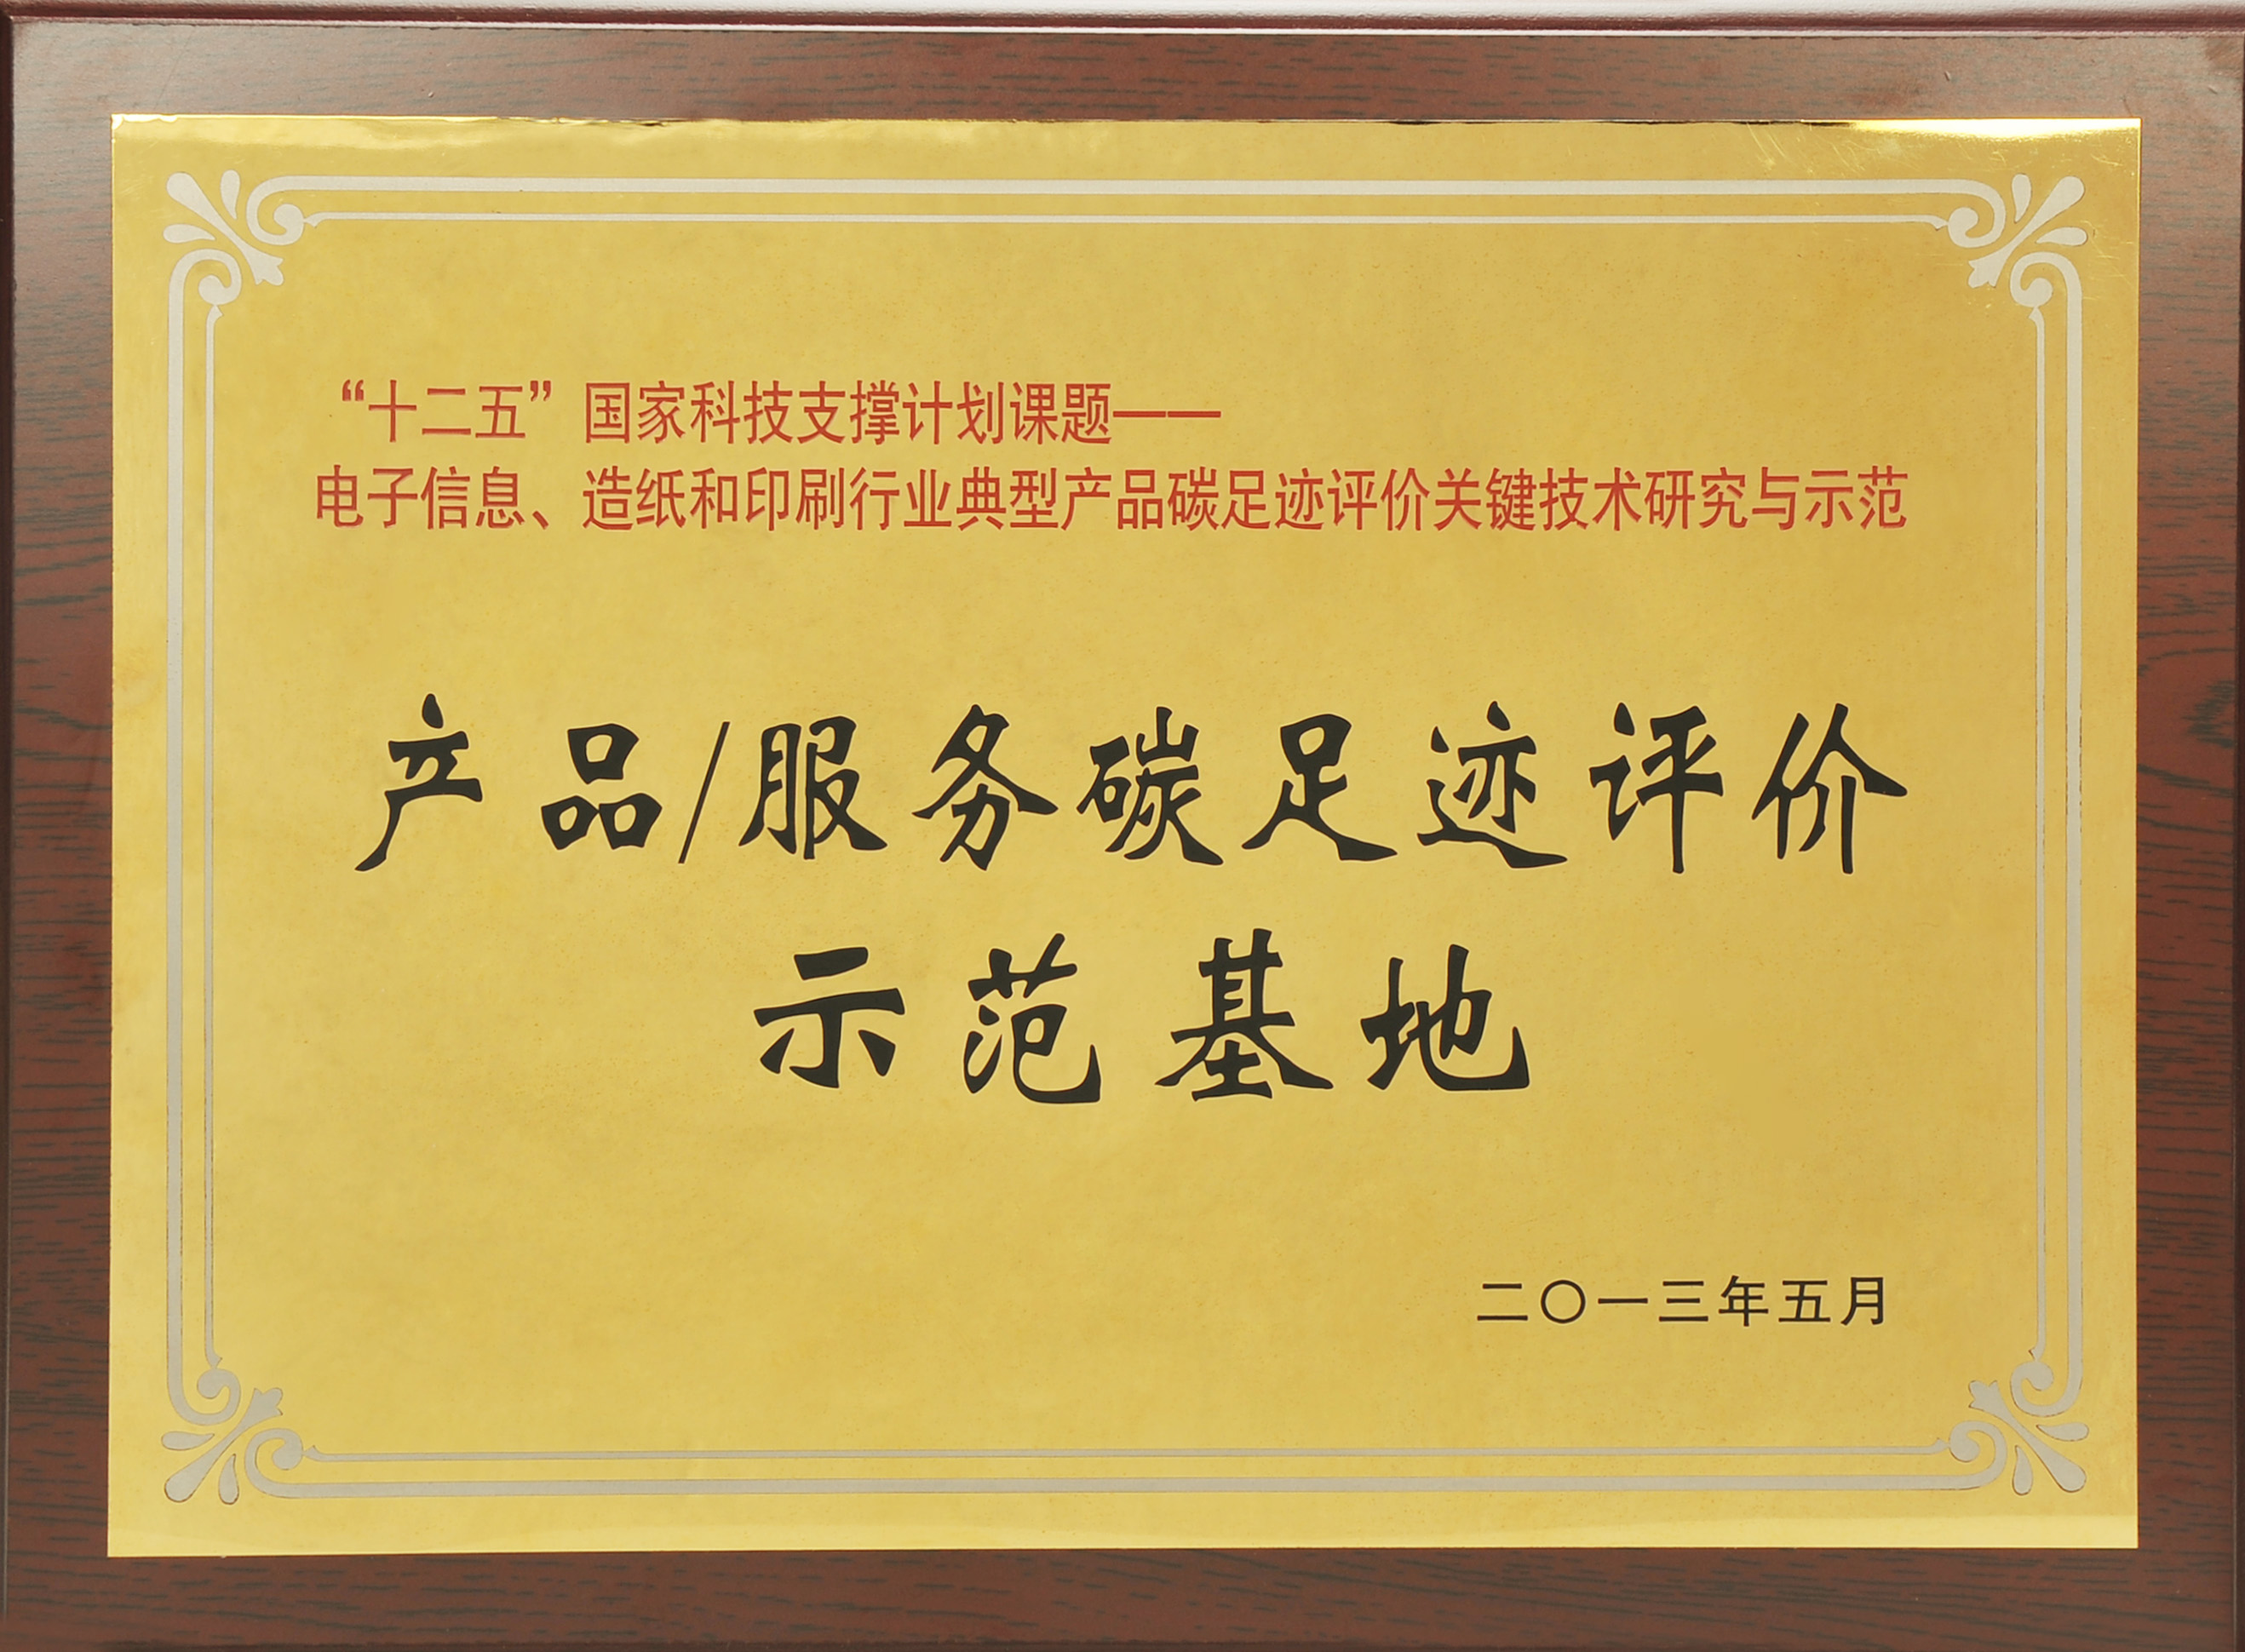 “十二五”国家科技支撑计划课题——
电子信息、造纸和印刷行业典型产品碳足迹评价关键技术研究与示范
产品/服务碳足迹评价
示范基地
二〇一三年五月